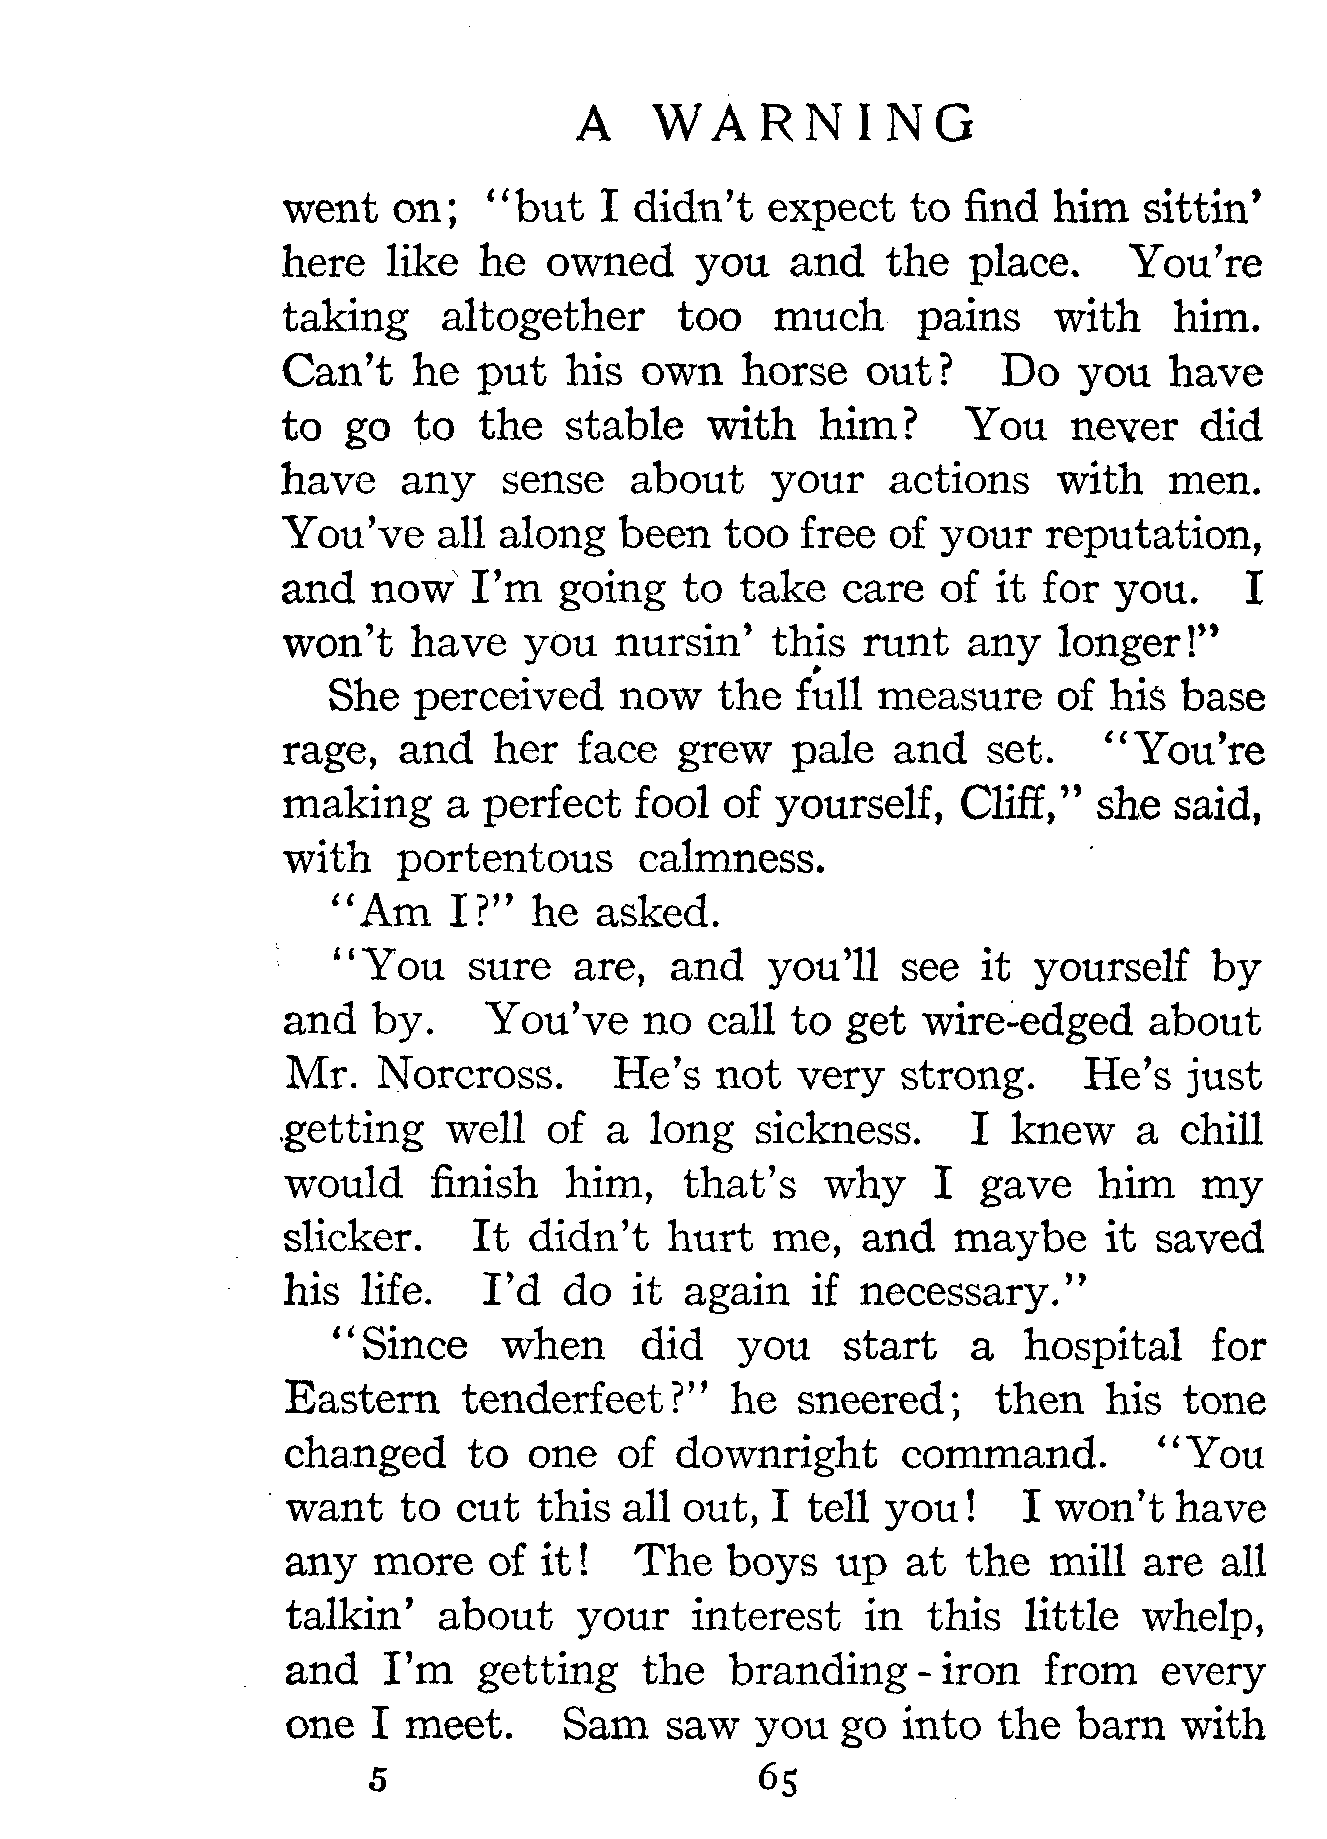 A WARNING
went on; "but I didn't expect to find him sittin'
here like he owned you and the place. You're
taking altogether too much pains with him.
Can't he put his own horse out? Do you have
to go to the stable with him? You never did
have any sense about your actions with men.
You've all along been too free of your reputation,
and now I'm going to take care of it for you. I
won't have you nursin' this runt any longer!"
She perceived now the full measure of his base
rage, and her face grew pale and set. "You're
making a perfect fool of yourself, Cliff," she said,
with portentous calmness.
"Am I?" he asked.
"You sure are, and you'll see it yourself by
and by. You've no call to get wire-edged about
Mr. Norcross. He's not very strong. He's just
getting well of a long sickness. I knew a chill
would finish him, that's why I gave him my
slicker. It didn't hurt me, and maybe it saved
his life. I'd do it again if necessary."
"Since when did you start a hospital for
Eastern tenderfeet?" he sneered; then his tone
changed to one of downright command. "You
want to cut this all out, I tell you! I won't have
any more of it! The boys up at the mill are all
talkin' about your interest in this little whelp,
and I'm getting the branding-iron from every
one I meet. Sam saw you go into the barn with
5 65